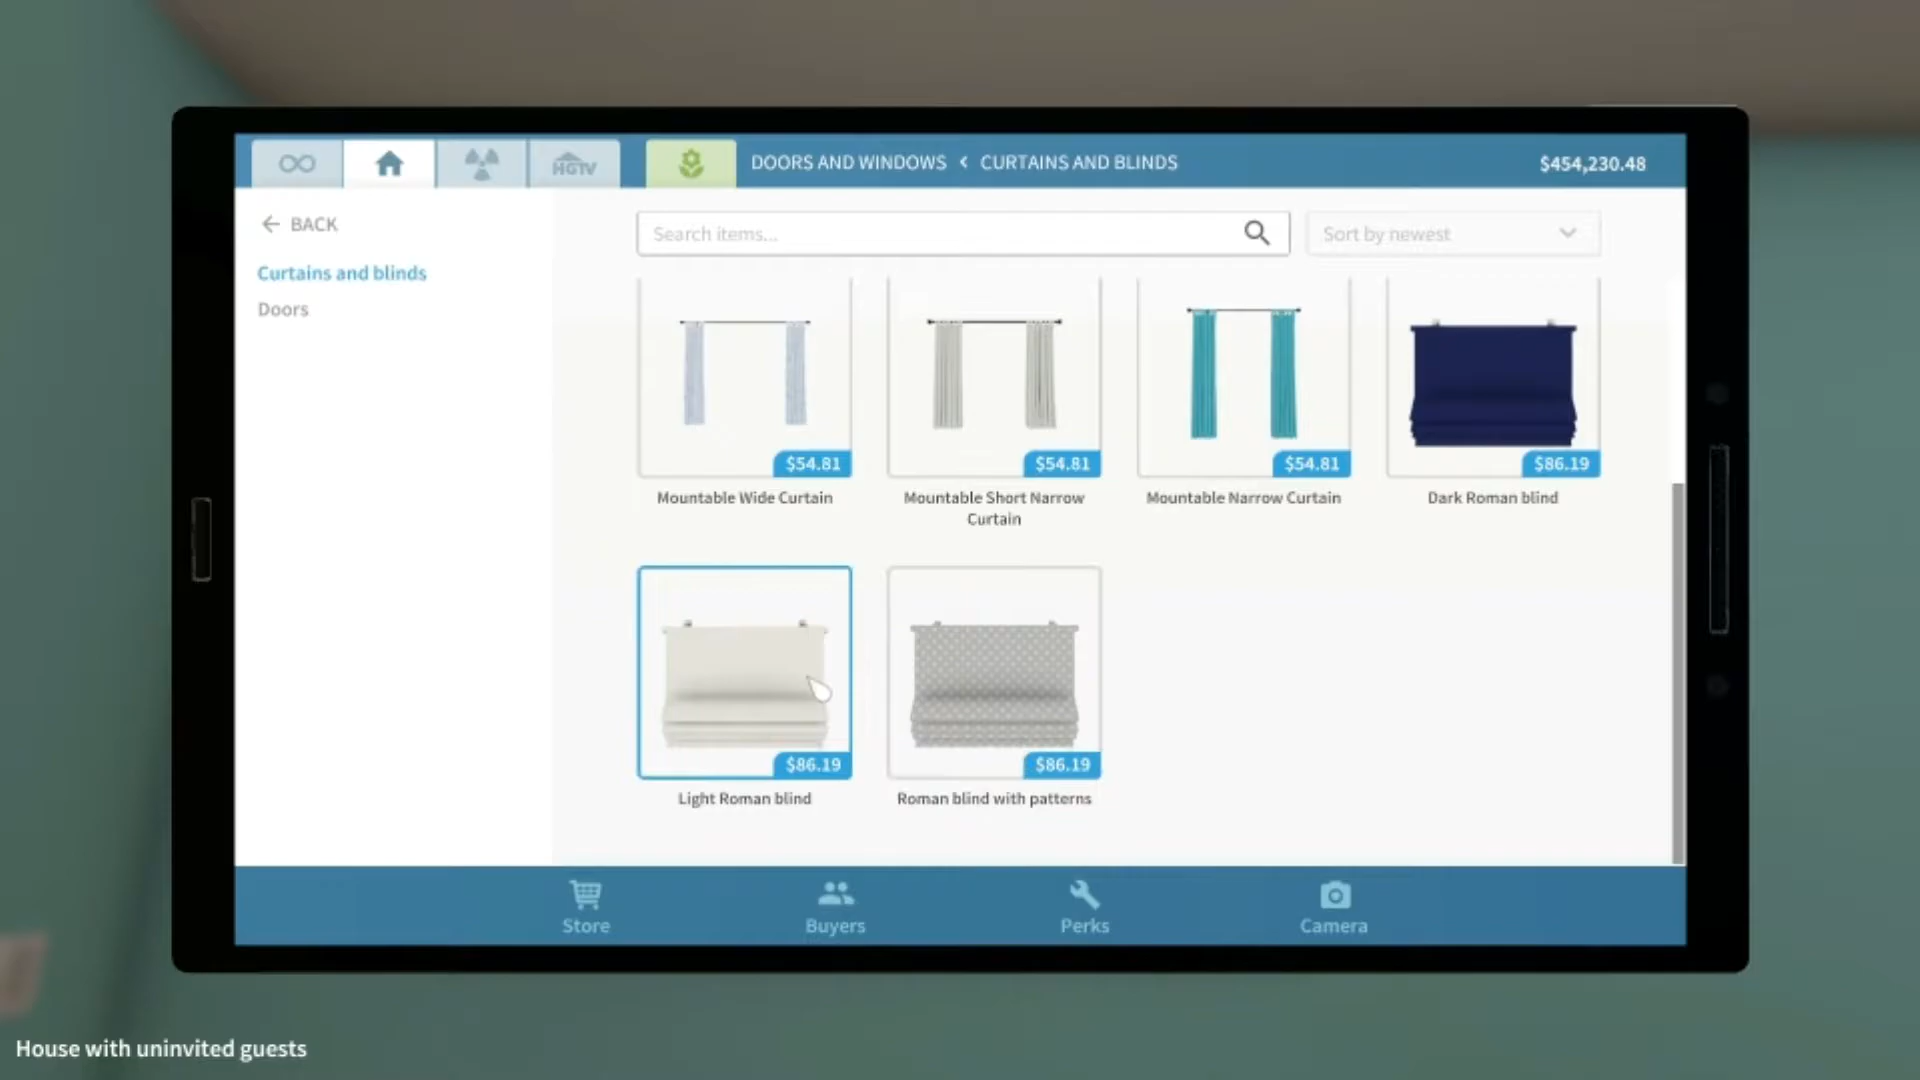 HGTV
DOORS AND WINDOWS < CURTAINS AND BLINDS
$454,230.48
BACK
Search items...
Sort by newest
Curtains and blinds
Doors
$54.81
$54.81
$54.81
$86.19
Mountable Wide Curtain
Mountable Short Narrow
Curtain
Mountable Narrow Curtain
Dark Roman blind
$86.19
$86.19
Light Roman blind
Roman blind with patterns
Store
Buyers
Perks
Camera
House with uninvited guests